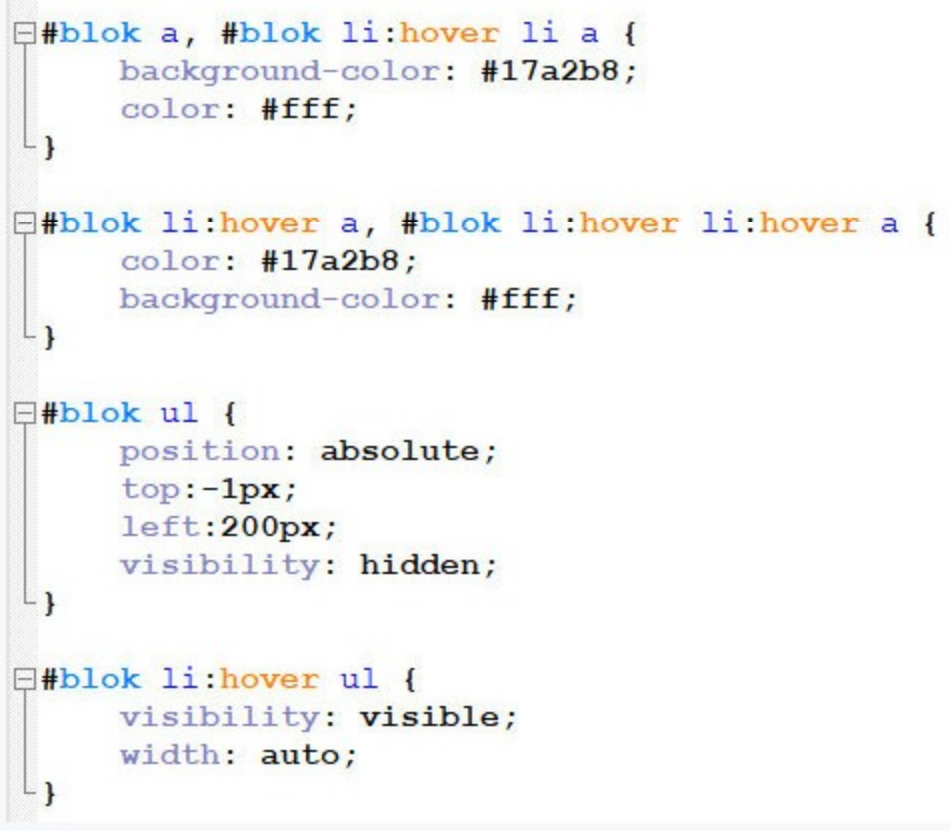 #blok a, #blok li:hover li a {
    background-color: #17a2b8;
    color: #fff;
}
#blok li:hover a, #blok li:hover li:hover a {
    color: #17a2b8;
    background-color: #fff;
}
#blok ul {
    position: absolute;
    top:-1px;
    left:200px;
    visibility: hidden;
}
#blok li:hover ul {
    visibility: visible;
    width: auto;
}